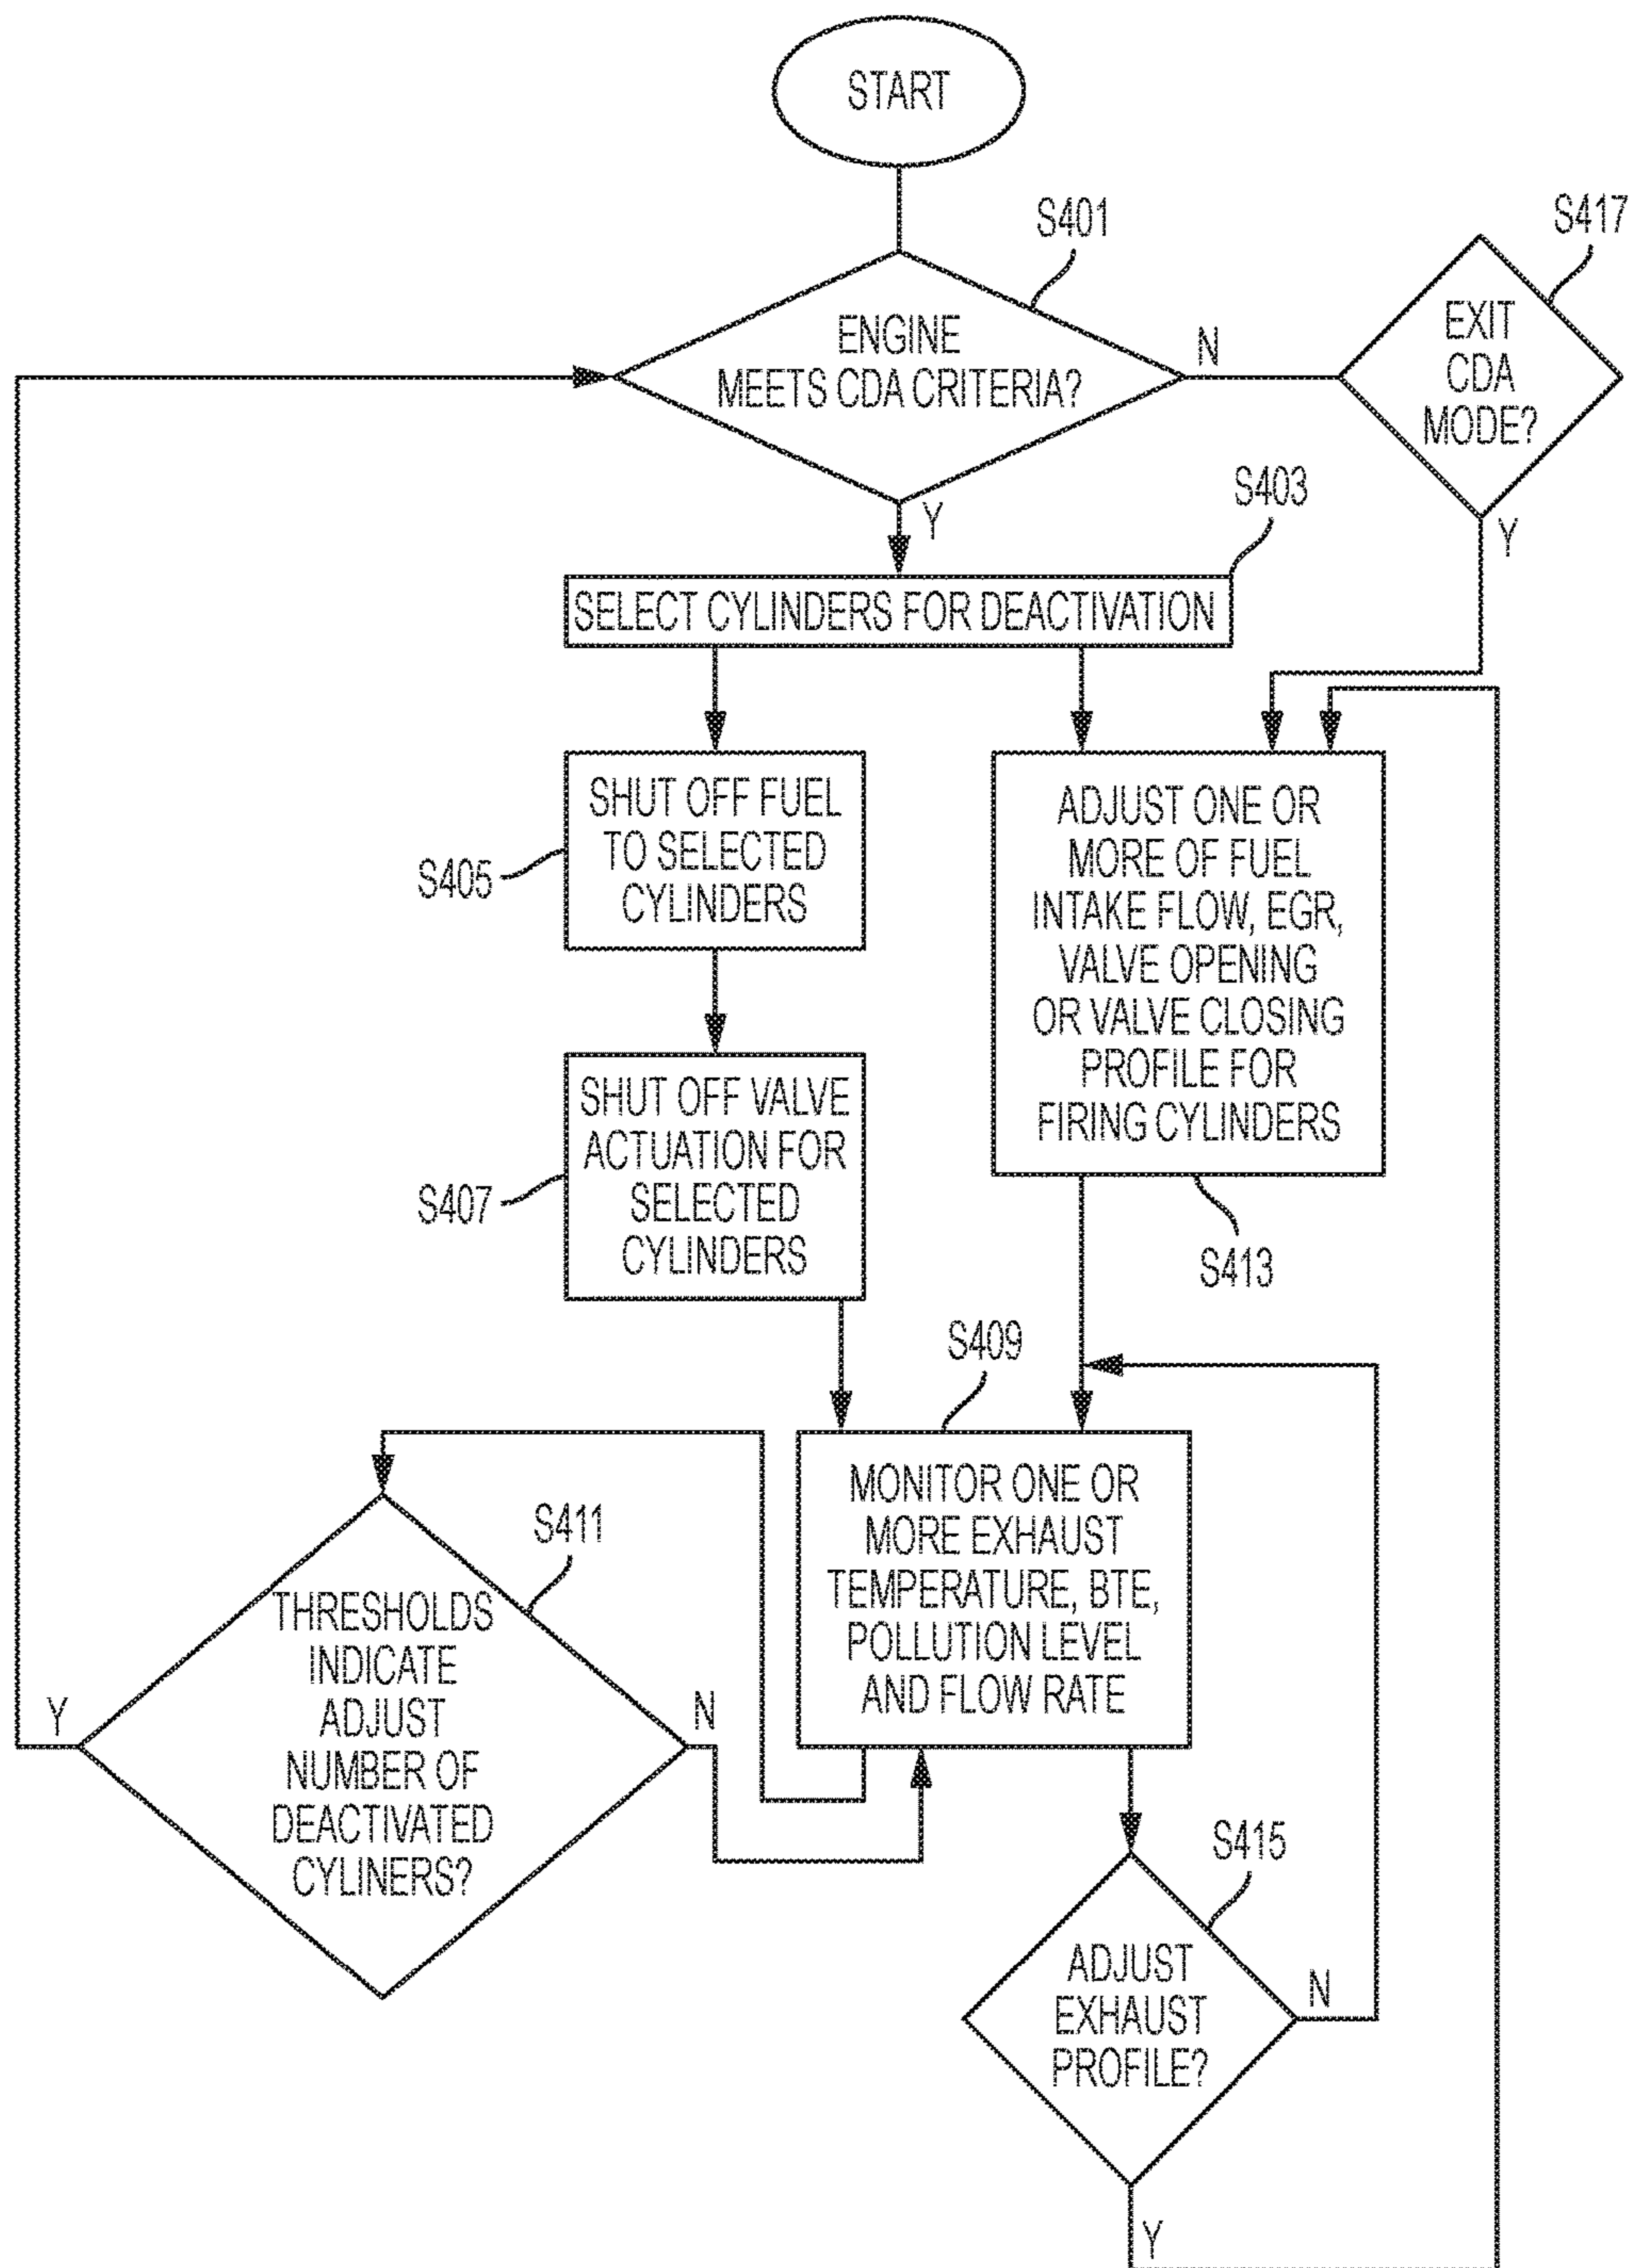 START
S401
S417
ENGINE
MEETS CDA CRITERIA?
N
EXIT
CDA
MODE?
Y
Y
S403
SELECT CYLINDERS FOR DEACTIVATION
SHUT OFF FUEL
TO SELECTED
CYLINDERS
S405
ADJUST ONE OR
MORE OF FUEL
INTAKE FLOW, EGR,
VALVE OPENING
OR VALVE CLOSING
PROFILE FOR
FIRING CYLINDERS
S413
SHUT OFF VALVE
ACTUATION FOR
SELECTED
CYLINDERS
S407
S409
MONITOR ONE OR
MORE EXHAUST
TEMPERATURE, BTE,
POLLUTION LEVEL
AND FLOW RATE
S411
THRESHOLDS
INDICATE
ADJUST
NUMBER OF
DEACTIVATED
CYLINERS?
Y
N
S415
ADJUST
EXHAUST
PROFILE?
N
Y